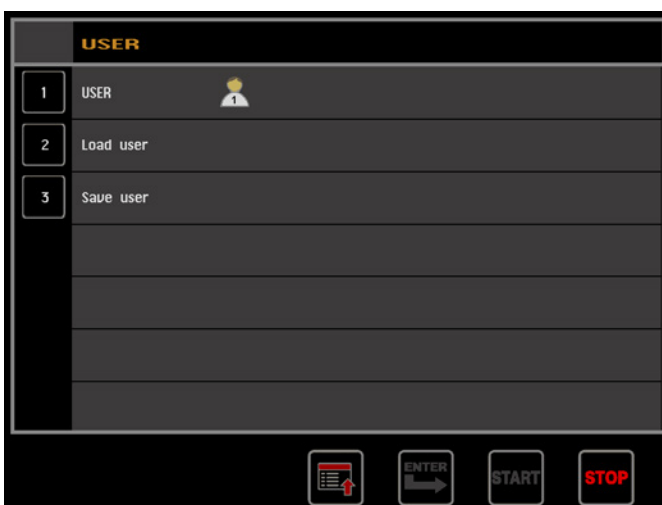 USER
1 USER 1
2 Load user
3 Save user
ENTER START STOP